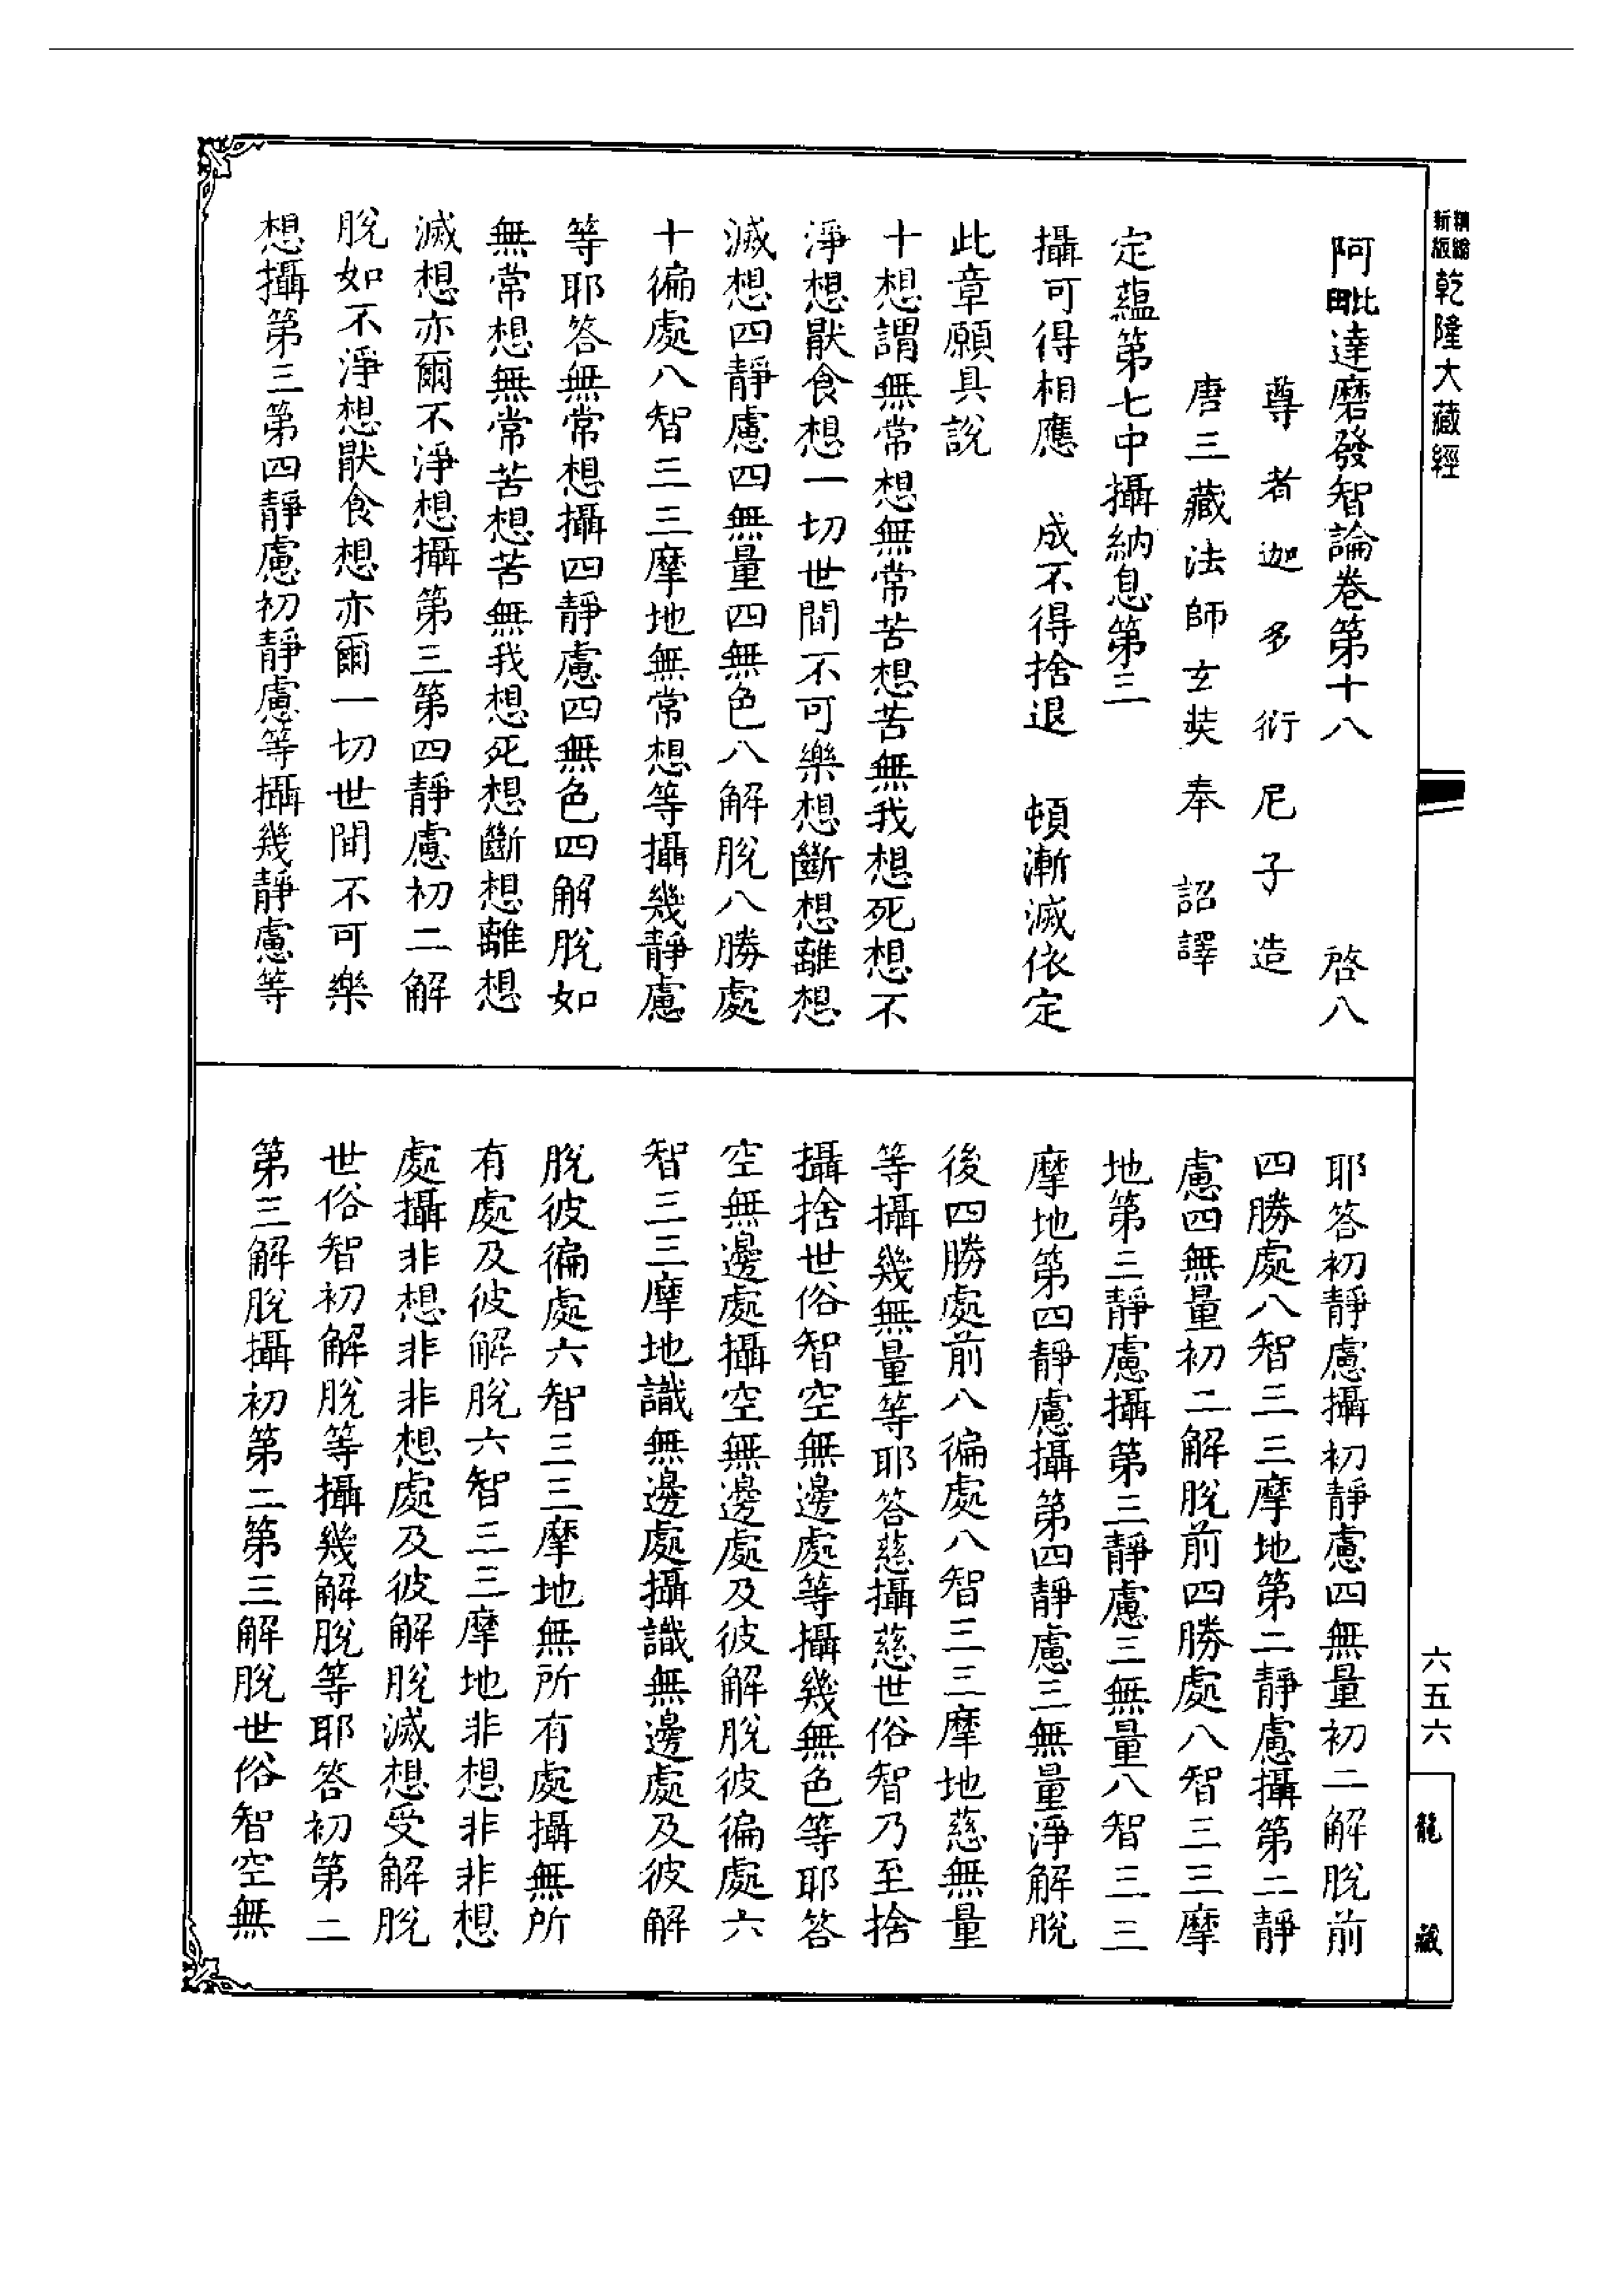 新版精縮乾隆大藏經
阿毗達磨發智論卷第十八　啓八
尊者迦多衍尼子造
唐三藏法師玄奘奉詔譯
定蘊第七中攝納息第三
攝可得相應　成不得捨退　頓漸滅依定
此章願具說
十想謂無常想無常苦想苦無我想死想不
淨想猒食想一切世間不可樂想斷想離想
滅想四靜慮四無量四無色八解脫八勝處
十徧處八智三三摩地無常想等攝幾靜慮
等耶答無常想攝四靜慮四無色四解脫如
無常想無常苦想苦無我想死想斷想離想
滅想亦爾不淨想攝第三第四靜慮初二解
脫如不淨想猒食想亦爾一切世間不可樂
想攝第三第四靜慮初靜慮等攝幾靜慮等
耶答初靜慮攝初靜慮四無量初二解脫前
四勝處八智三三摩地第二靜慮攝第二靜
慮四無量初二解脫前四勝處八智三三摩
地第三靜慮攝第三靜慮三無量八智三三
摩地第四靜慮攝第四靜慮三無量淨解脫
後四勝處前八徧處八智三三摩地慈無量
等攝幾無量等耶答慈攝慈世俗智乃至捨
攝捨世俗智空無邊處等攝幾無色等耶答
空無邊處攝空無邊處及彼解脫彼徧處六
智三三摩地識無邊處攝識無邊處及彼解
脫彼徧處六智三三摩地無所有處攝無所
有處及彼解脫六智三三摩地非想非非想
處攝非想非非想處及彼解脫滅想受解脫
世俗智初解脫等攝幾解脫等耶答初第二
第三解脫攝初第二第三解脫世俗智空無
六五六
龍藏